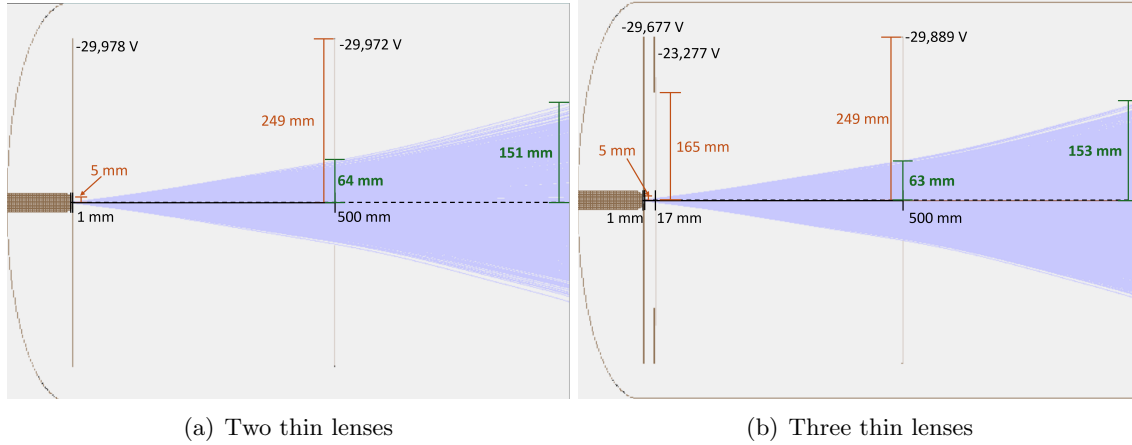 -29,978 V
-29,972 V
249 mm
5 mm
151 mm
64 mm
1 mm
500 mm
(a) Two thin lenses
-29,677 V
-23,277 V
-29,889 V
249 mm
165 mm
5 mm
153 mm
63 mm
1 mm
17 mm
500 mm
(b) Three thin lenses